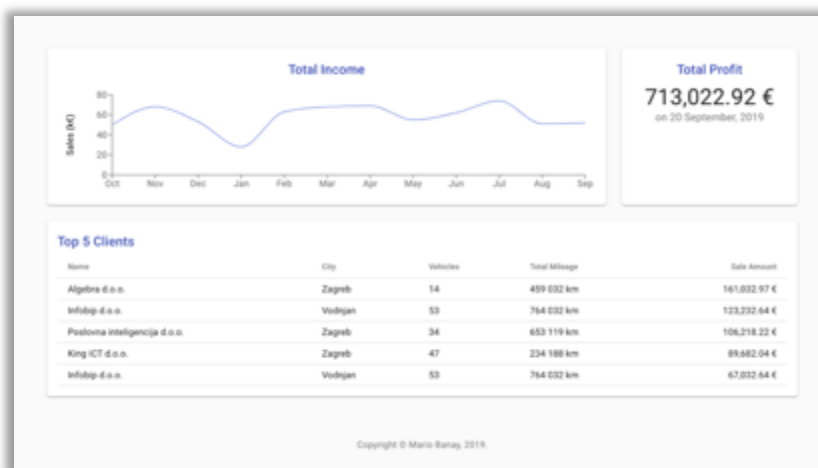 Total Income
80
60
40
20
0
Sales (k€)
Oct Nov Dec Jan Feb Mar Apr May Jun Jul Aug Sep
Total Profit
713,022.92 €
on 20 September, 2019
Top 5 Clients
Name City Vehicles Total Mileage Sale Amount
Algebra d.o.o. Zagreb 14 459 032 km 161,032.97 €
Infobip d.o.o. Vodnjan 53 764 032 km 123,232.64 €
Poslovna inteligencija d.o.o. Zagreb 34 653 119 km 106,218.22 €
King ICT d.o.o. Zagreb 47 234 188 km 89,682.04 €
Infobip d.o.o. Vodnjan 53 764 032 km 67,032.64 €
Copyright © Mario Banay, 2019.